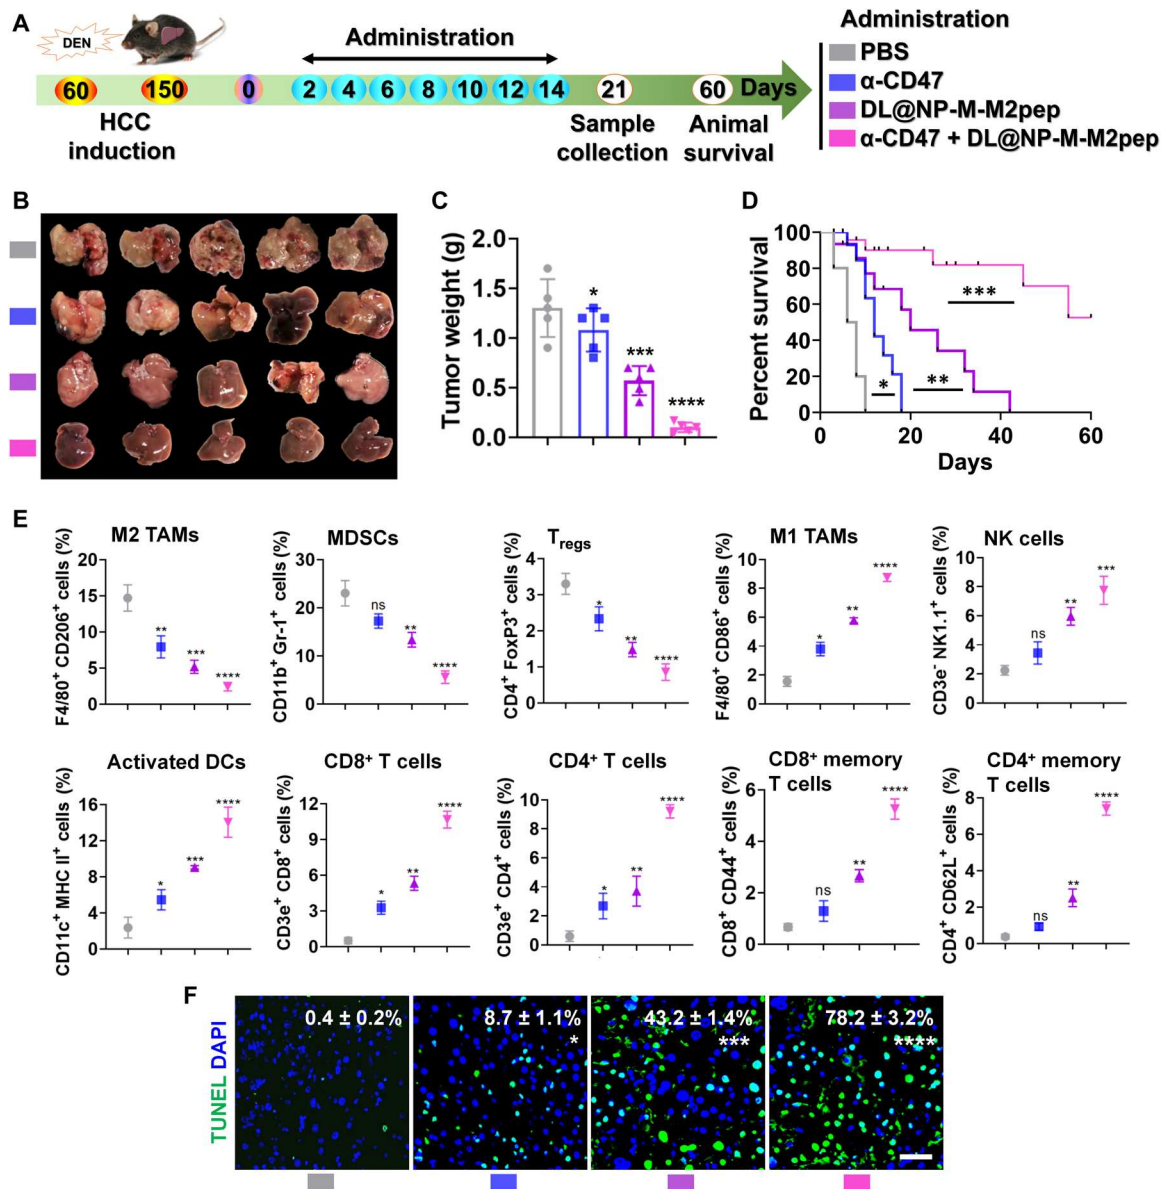 A
DEN
Administration
60 150 0 2 4 6 8 10 12 14 21 60 Days
HCC
induction
Sample
collection
Animal
survival
Administration
PBS
α-CD47
DL@NP-M-M2pep
α-CD47 + DL@NP-M-M2pep
B
C
Tumor weight (g)
2.0
1.5
1.0
0.5
0.0
*
***
****
D
Percent survival
100
80
60
40
20
0
***
*
**
0 20 40 60
Days
E
M2 TAMs
F4/80⁺ CD206⁺ cells (%)
20
15
10
5
0
**
***
****
MDSCs
CD11b⁺ Gr-1⁺ cells (%)
30
20
10
0
ns
**
****
Tregs
CD4⁺ FoxP3⁺ cells (%)
4
3
2
1
0
*
**
****
M1 TAMs
F4/80⁺ CD86⁺ cells (%)
10
8
6
4
2
0
*
**
****
NK cells
CD3e⁻ NK1.1⁺ cells (%)
10
8
6
4
2
0
ns
**
***
Activated DCs
CD11c⁺ MHC II⁺ cells (%)
16
12
8
4
0
*
***
****
CD8⁺ T cells
CD3e⁺ CD8⁺ cells (%)
12
9
6
3
0
*
**
****
CD4⁺ T cells
CD3e⁺ CD4⁺ cells (%)
10
8
6
4
2
0
*
**
****
CD8⁺ memory
T cells
CD8⁺ CD44⁺ cells (%)
6
4
2
0
ns
**
****
CD4⁺ memory
T cells
CD4⁺ CD62L⁺ cells (%)
8
6
4
2
0
ns
**
****
F
TUNEL DAPI
0.4 ± 0.2%
8.7 ± 1.1%
*
43.2 ± 1.4%
***
78.2 ± 3.2%
****